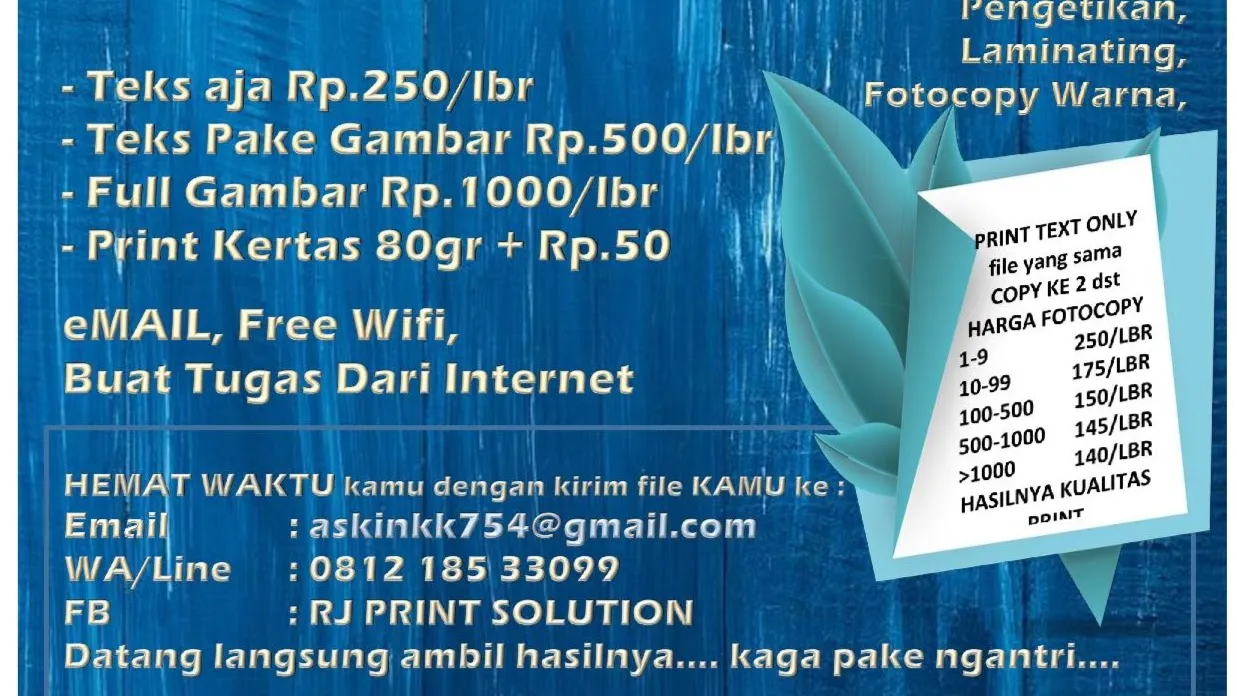 Pengetikan,
Laminating,
Fotocopy Warna,
- Teks aja Rp.250/lbr
- Teks Pake Gambar Rp.500/lbr
- Full Gambar Rp.1000/lbr
- Print Kertas 80gr + Rp.50
eMAIL, Free Wifi,
Buat Tugas Dari Internet
PRINT TEXT ONLY
file yang sama
COPY KE 2 dst
HARGA FOTOCOPY
1-9 250/LBR
10-99 175/LBR
100-500 150/LBR
500-1000 145/LBR
>1000 140/LBR
HASILNYA KUALITAS
PRINT
HEMAT WAKTU kamu dengan kirim file KAMU ke :
Email : askinkk754@gmail.com
WA/Line : 0812 185 33099
FB : RJ PRINT SOLUTION
Datang langsung ambil hasilnya.... kaga pake ngantri....